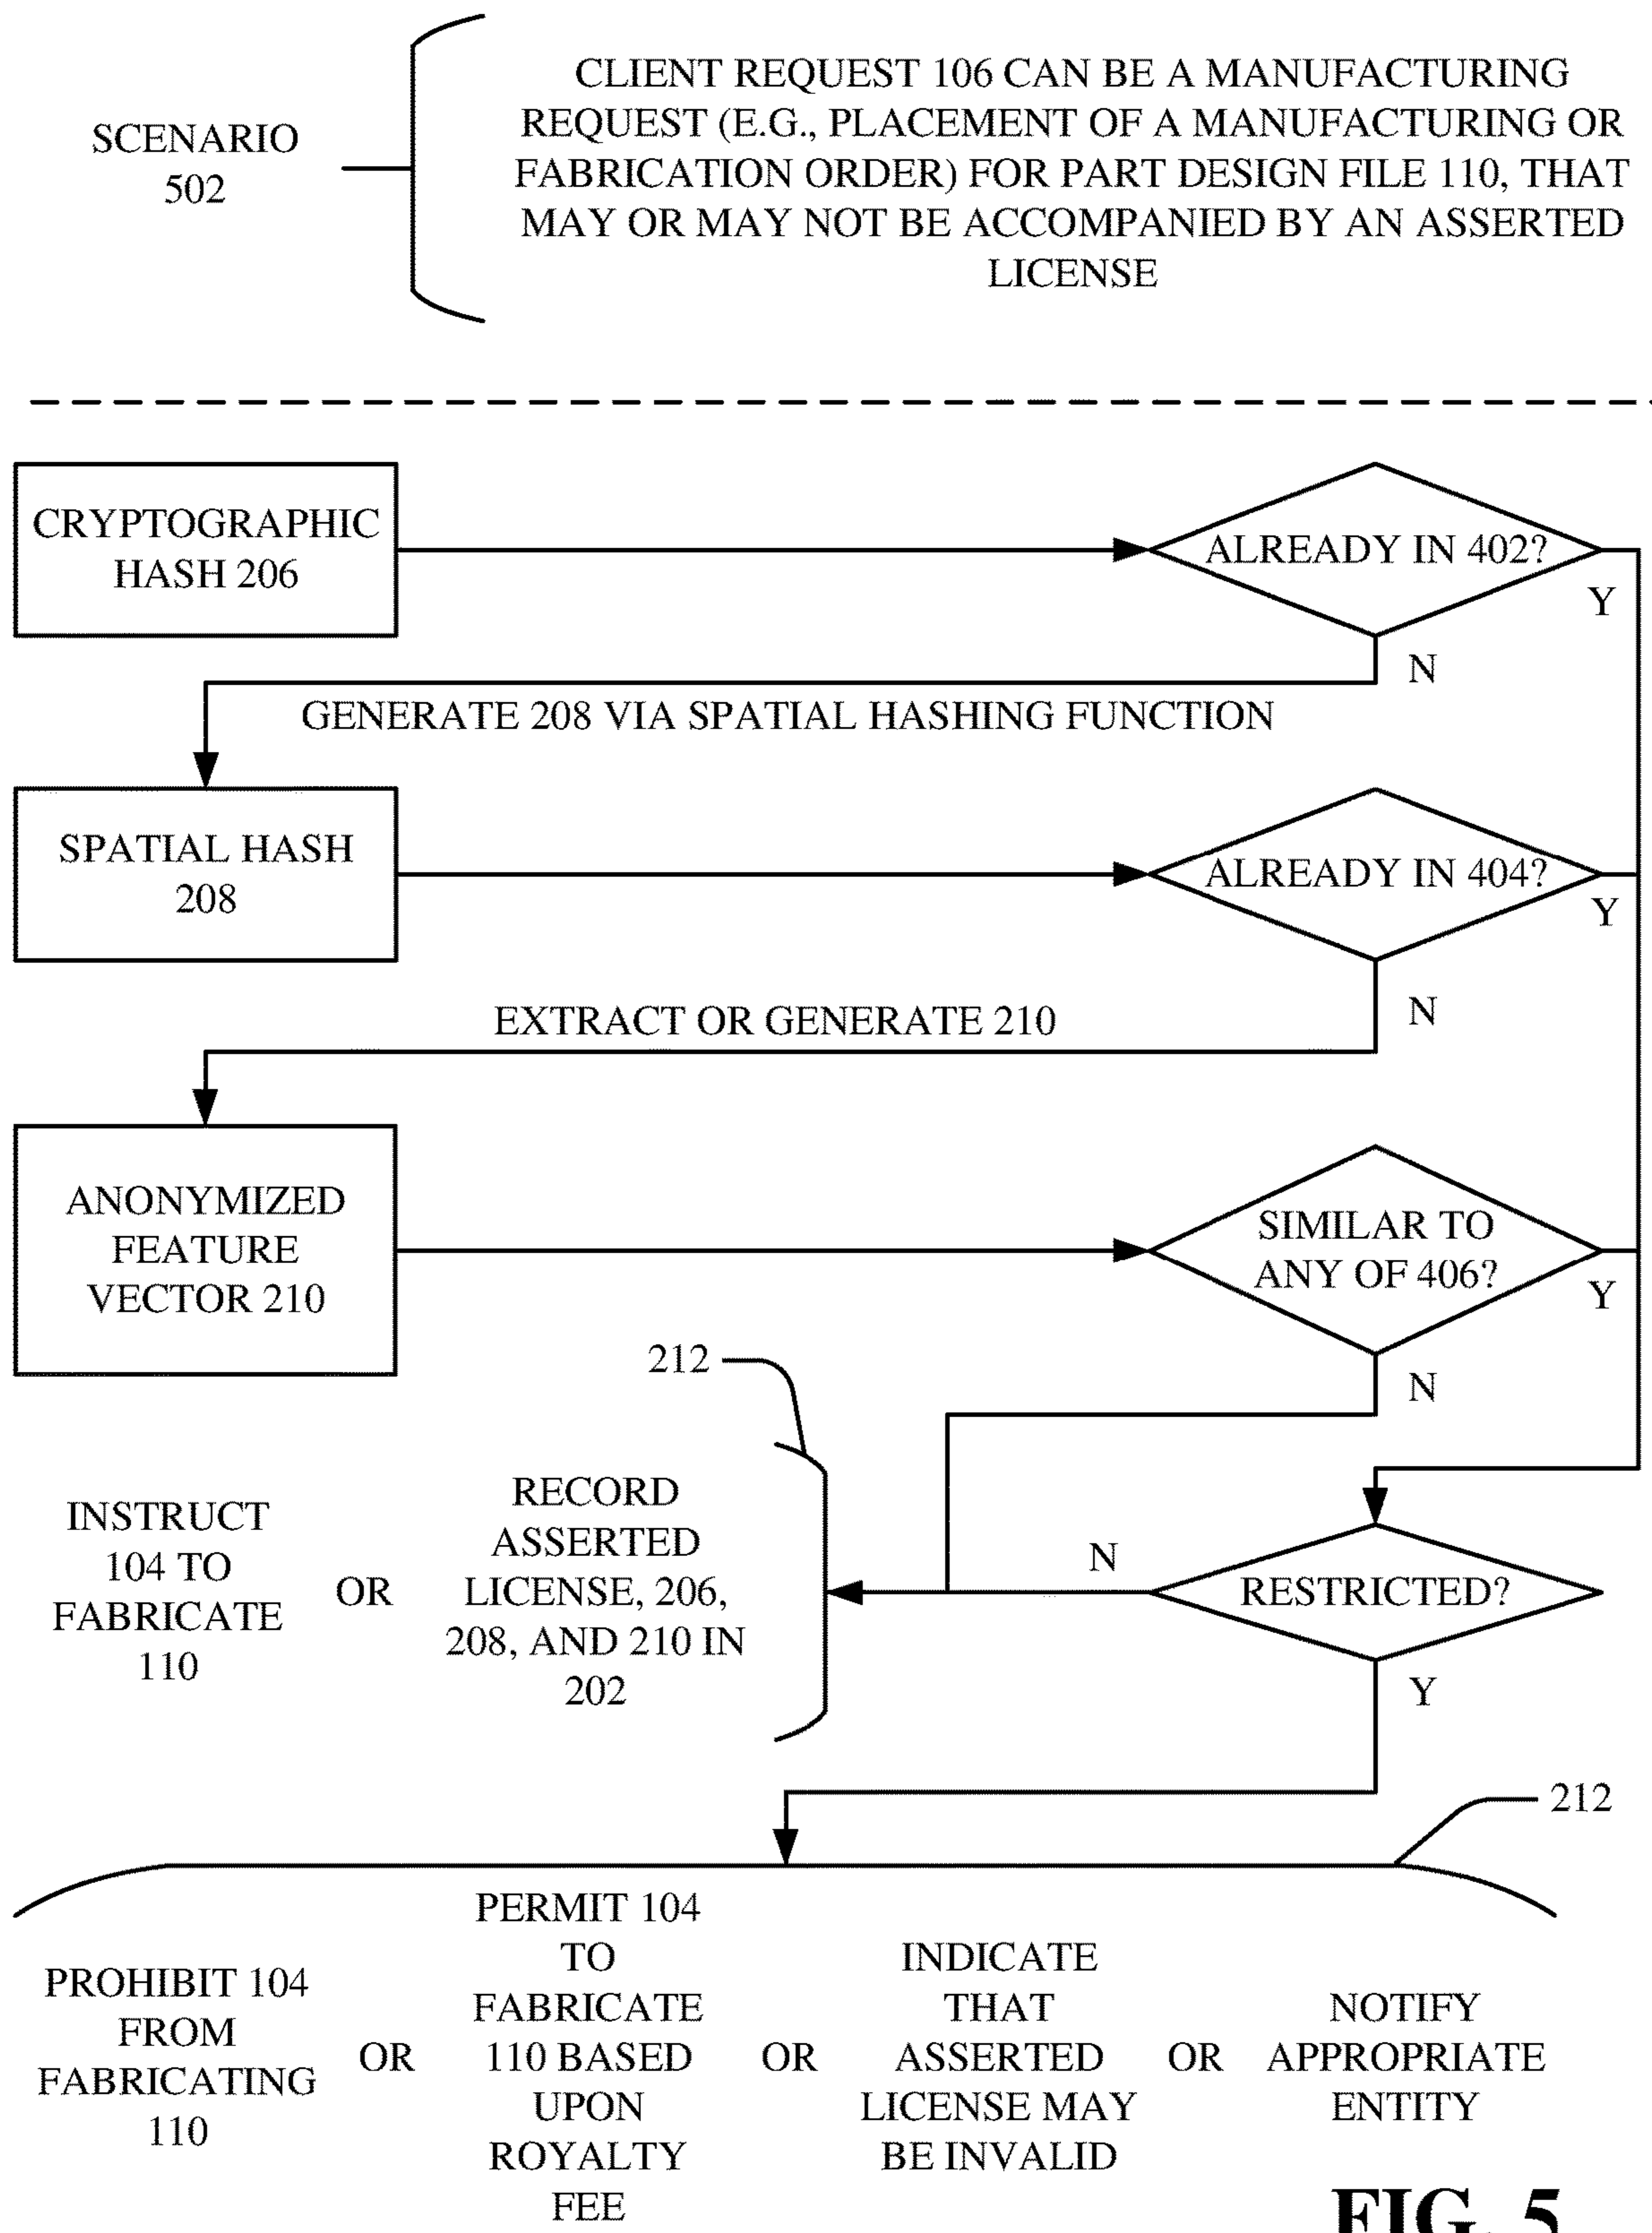 SCENARIO
502
CLIENT REQUEST 106 CAN BE A MANUFACTURING
REQUEST (E.G., PLACEMENT OF A MANUFACTURING OR
FABRICATION ORDER) FOR PART DESIGN FILE 110, THAT
MAY OR MAY NOT BE ACCOMPANIED BY AN ASSERTED
LICENSE
CRYPTOGRAPHIC
HASH 206
ALREADY IN 402?
Y
N
GENERATE 208 VIA SPATIAL HASHING FUNCTION
SPATIAL HASH
208
ALREADY IN 404?
Y
N
EXTRACT OR GENERATE 210
ANONYMIZED
FEATURE
VECTOR 210
SIMILAR TO
ANY OF 406?
Y
N
212
INSTRUCT
104 TO
FABRICATE
110
OR
RECORD
ASSERTED
LICENSE, 206,
208, AND 210 IN
202
N
RESTRICTED?
Y
212
PROHIBIT 104
FROM
FABRICATING
110
OR
PERMIT 104
TO
FABRICATE
110 BASED
UPON
ROYALTY
FEE
OR
INDICATE
THAT
ASSERTED
LICENSE MAY
BE INVALID
OR
NOTIFY
APPROPRIATE
ENTITY
FIG. 5